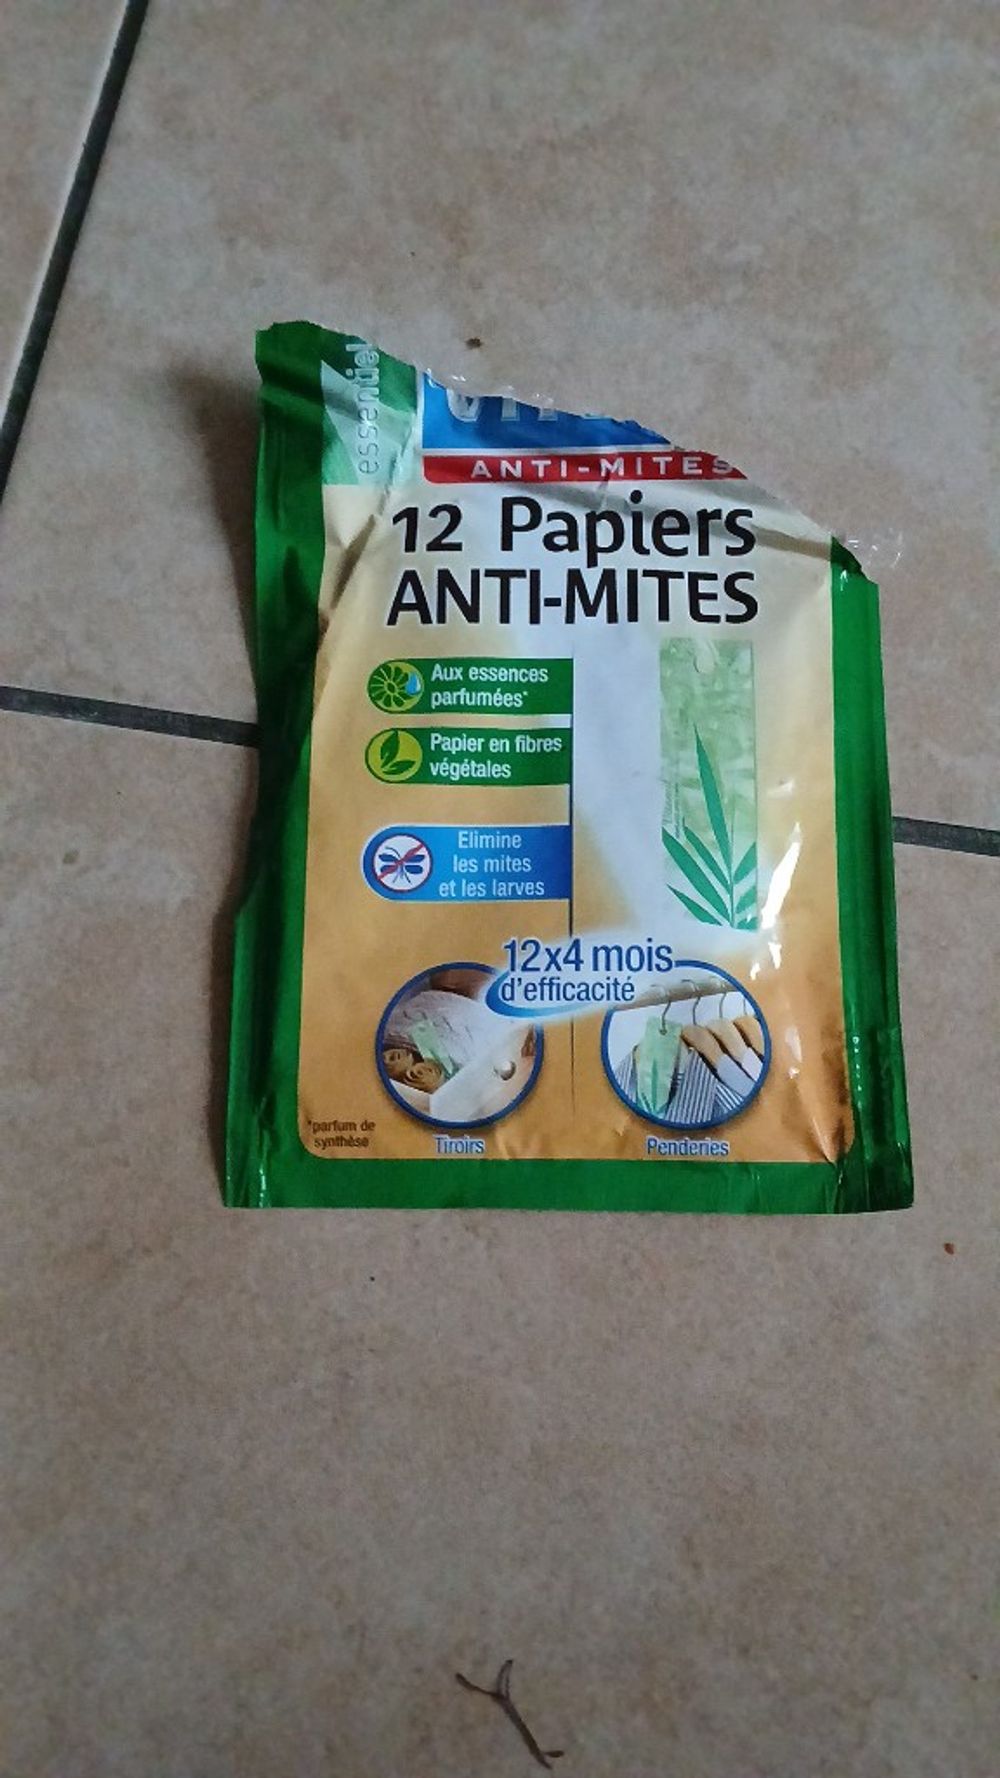 essentiel
ANTI-MITES
12 Papiers
ANTI-MITES
Aux essences
parfumées*
Papier en fibres
végétales
Elimine
les mites
et les larves
12x4 mois
d'efficacité
*parfum de
synthèse
Tiroirs
Penderies